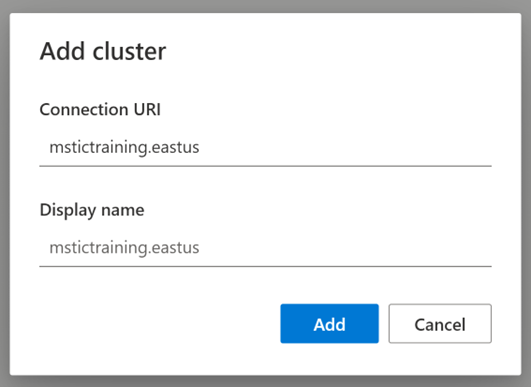 Add cluster
Connection URI
mstictraining.eastus
Display name
mstictraining.eastus
Add Cancel